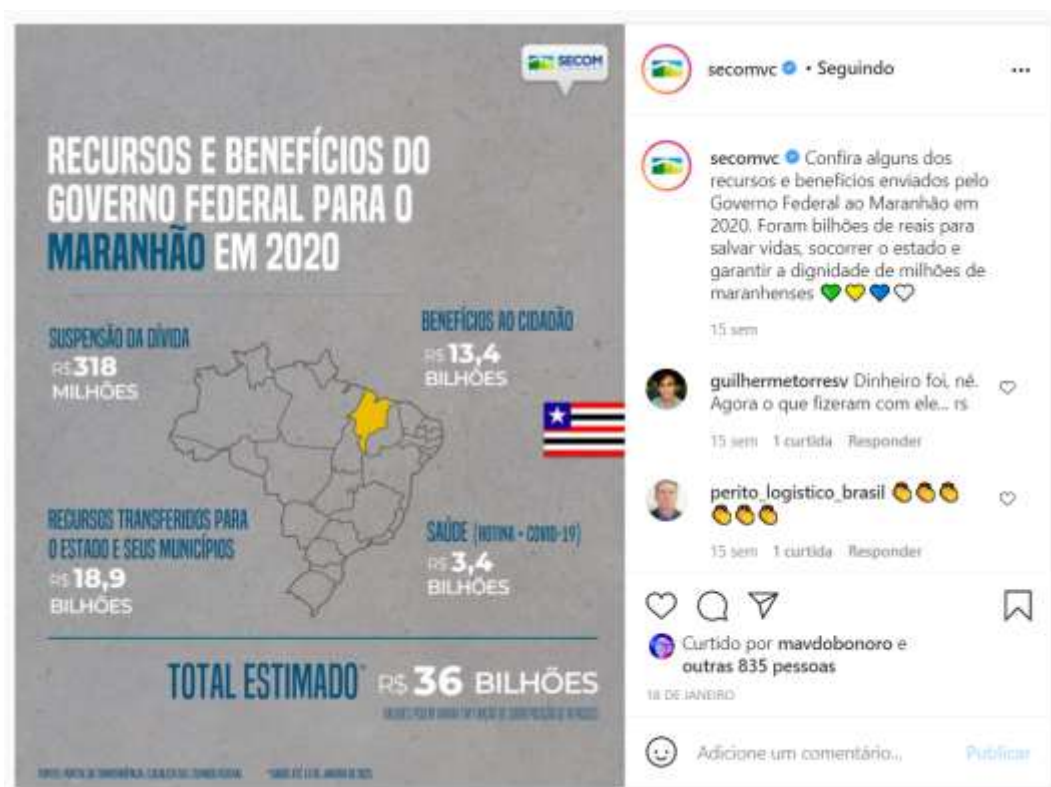 SECOM
RECURSOS E BENEFÍCIOS DO
GOVERNO FEDERAL PARA O
MARANHÃO EM 2020
SUSPENSÃO DA DÍVIDA
R$ 318
MILHÕES
BENEFÍCIOS AO CIDADÃO
R$ 13,4
BILHÕES
RECURSOS TRANSFERIDOS PARA
O ESTADO E SEUS MUNICÍPIOS
R$ 18,9
BILHÕES
SAÚDE (ROTINA + COVID-19)
R$ 3,4
BILHÕES
TOTAL ESTIMADO* R$ 36 BILHÕES
secomvc • Seguindo
secomvc Confira alguns dos
recursos e benefícios enviados pelo
Governo Federal ao Maranhão em
2020. Foram bilhões de reais para
salvar vidas, socorrer o estado e
garantir a dignidade de milhões de
maranhenses 💚💛💙🤍
15 sem
guilhermetorresv Dinheiro foi, né.
Agora o que fizeram com ele... rs
15 sem 1 curtida Responder
perito_logistico_brasil 👏👏👏
👏👏👏
15 sem 1 curtida Responder
Curtido por mavdobonoro e
outras 835 pessoas
18 DE JANEIRO
Adicione um comentário... Publicar